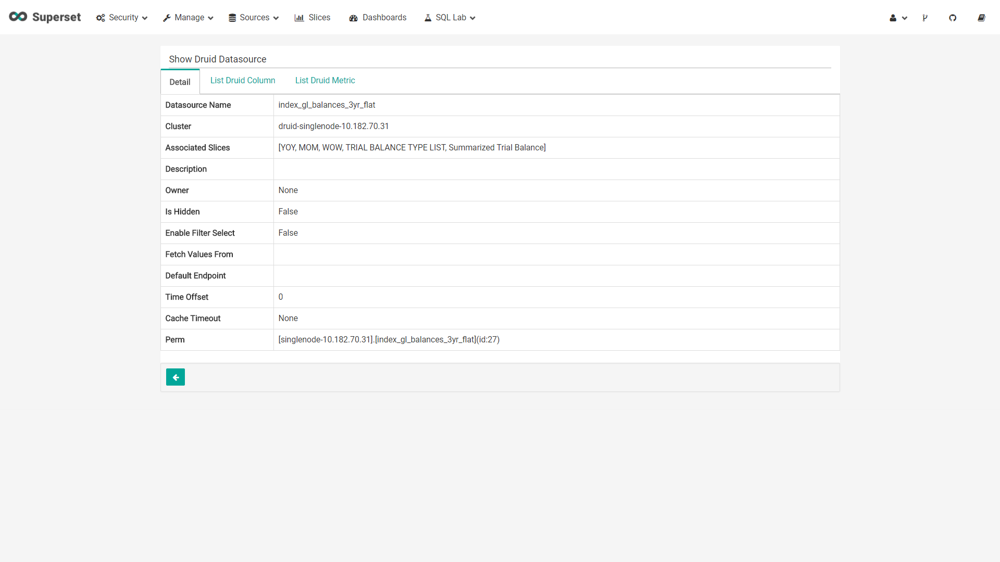 Superset Security Manage Sources Slices Dashboards SQL Lab
Show Druid Datasource
Detail List Druid Column List Druid Metric
Datasource Name index_gl_balances_3yr_flat
Cluster druid-singlenode-10.182.70.31
Associated Slices [YOY, MOM, WOW, TRIAL BALANCE TYPE LIST, Summarized Trial Balance]
Description
Owner None
Is Hidden False
Enable Filter Select False
Fetch Values From
Default Endpoint
Time Offset 0
Cache Timeout None
Perm [singlenode-10.182.70.31].[index_gl_balances_3yr_flat](id:27)